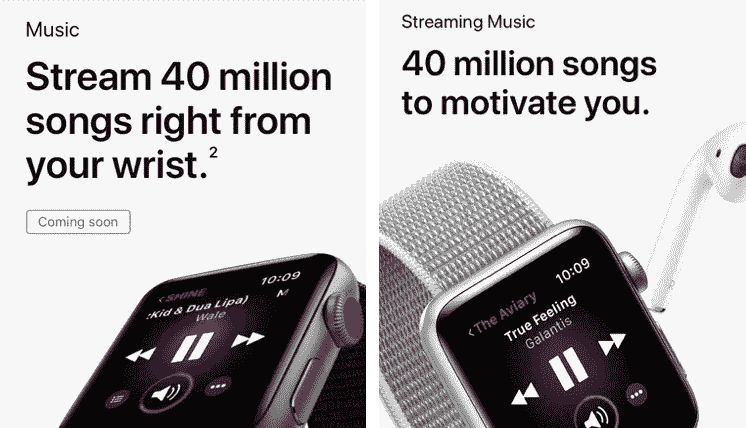 Music
Stream 40 million
songs right from
your wrist.²
Coming soon
10:09
‹ SHINE
:Kid & Dua Lipa) M
Wale
Streaming Music
40 million songs
to motivate you.
10:09
‹ The Aviary
True Feeling
Galantis